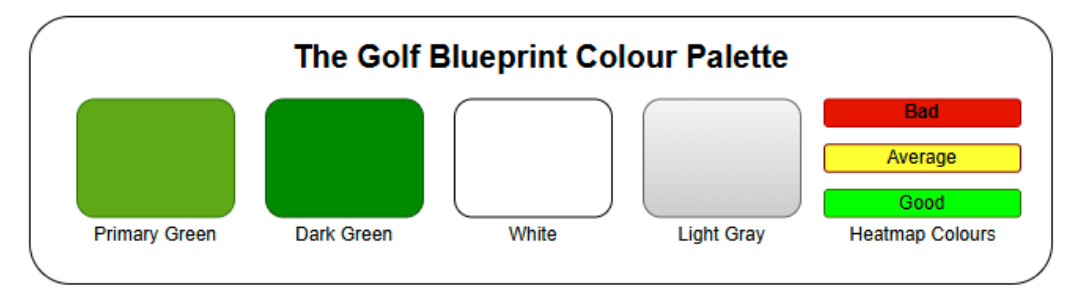 The Golf Blueprint Colour Palette
Bad
Average
Good
Primary Green
Dark Green
White
Light Gray
Heatmap Colours